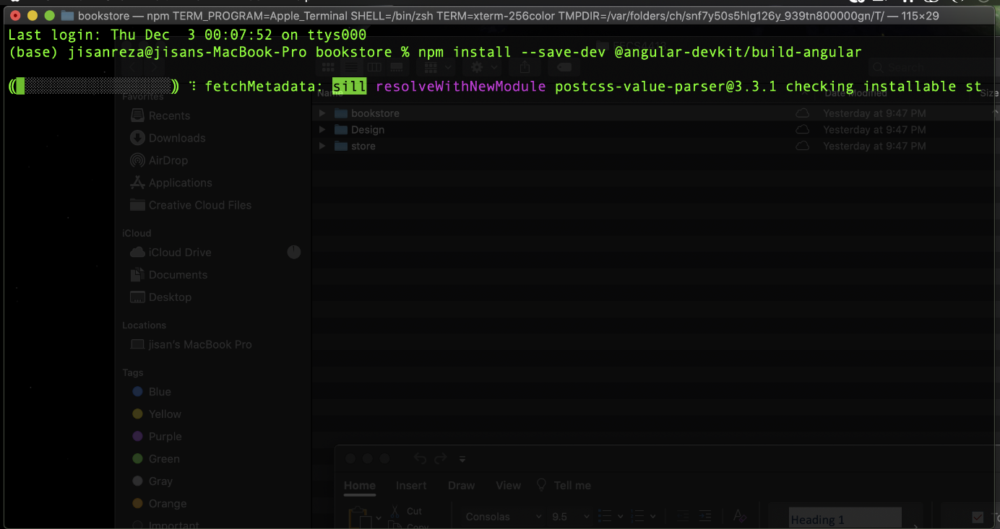 bookstore — npm TERM_PROGRAM=Apple_Terminal SHELL=/bin/zsh TERM=xterm-256color TMPDIR=/var/folders/ch/snf7y50s5hlg126y_939tn800000gn/T/ — 115×29
Last login: Thu Dec  3 00:07:52 on ttys000
(base) jisanreza@jisans-MacBook-Pro bookstore % npm install --save-dev @angular-devkit/build-angular
Search
fetchMetadata: sill resolveWithNewModule postcss-value-parser@3.3.1 checking installable st
Favorites
Name
Date Modified
Size
Recents
bookstore
Yesterday at 9:47 PM
Design
Yesterday at 9:47 PM
Downloads
store
Yesterday at 9:47 PM
AirDrop
Applications
Creative Cloud Files
iCloud
iCloud Drive
Documents
Desktop
Locations
jisan's MacBook Pro
Tags
Blue
Yellow
Purple
Green
Gray
Orange
Important
Home Insert Draw View Tell me
Cut
Copy
Consolas 9.5
Heading 1